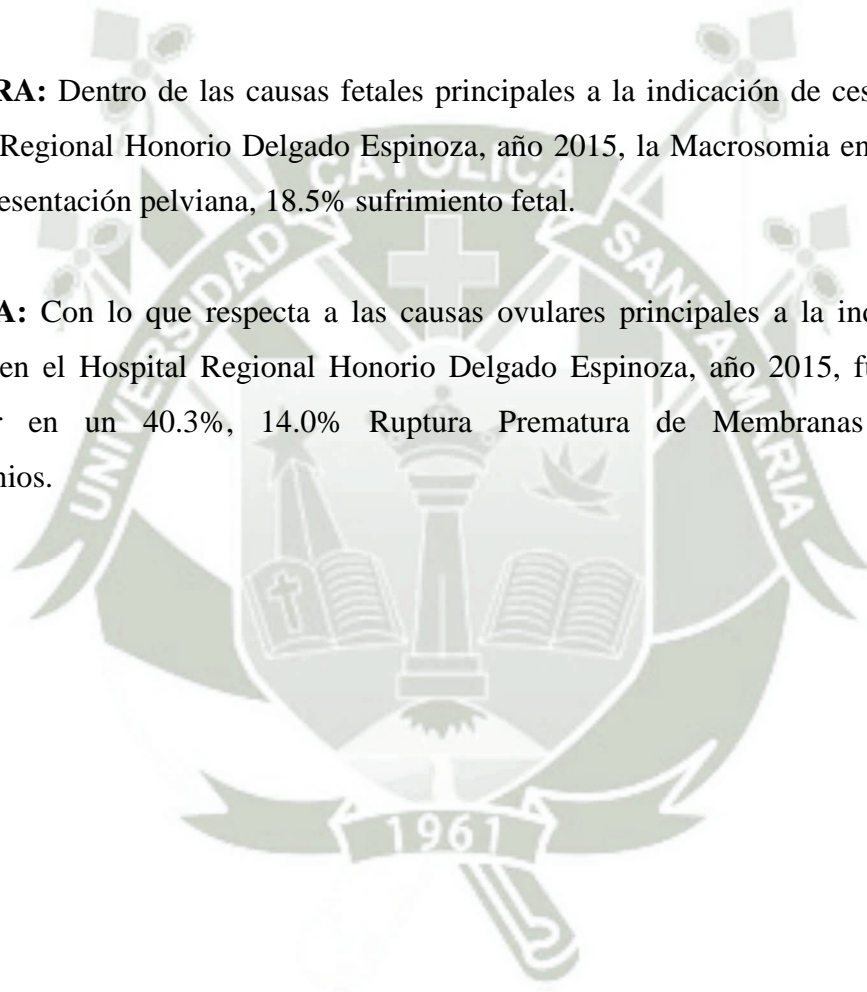 RA: Dentro de las causas fetales principales a la indicación de ces
Regional Honorio Delgado Espinoza, año 2015, la Macrosomia en
esentación pelviana, 18.5% sufrimiento fetal.
A: Con lo que respecta a las causas ovulares principales a la ind
en el Hospital Regional Honorio Delgado Espinoza, año 2015, f
en un 40.3%, 14.0% Ruptura Prematura de Membranas
nios.
UNIVERSIDAD CATOLICA SANTA MARIA
1961